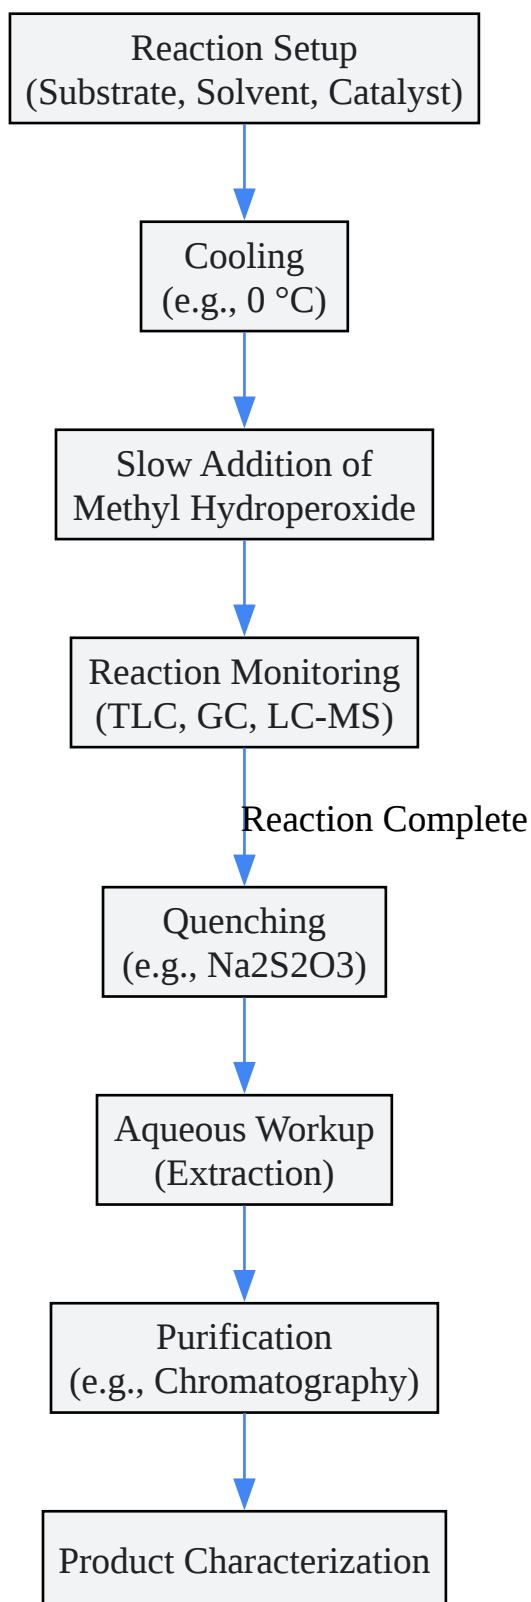 Reaction Setup
(Substrate, Solvent, Catalyst)
Cooling
(e.g., 0 °C)
Slow Addition of
Methyl Hydroperoxide
Reaction Monitoring
(TLC, GC, LC-MS)
Reaction Complete
Quenching
(e.g., Na2S2O3)
Aqueous Workup
(Extraction)
Purification
(e.g., Chromatography)
Product Characterization